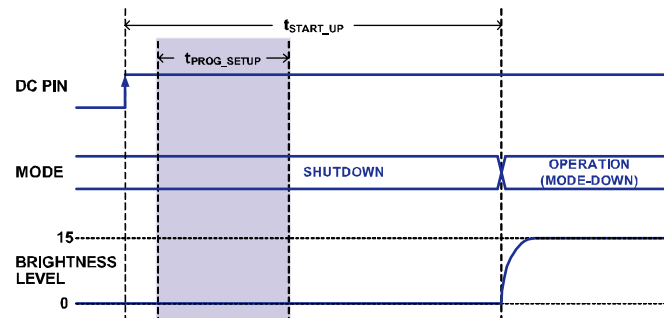 tSTART_UP
tPROG_SETUP
DC PIN
MODE
SHUTDOWN
OPERATION
(MODE-DOWN)
15
BRIGHTNESS
LEVEL
0